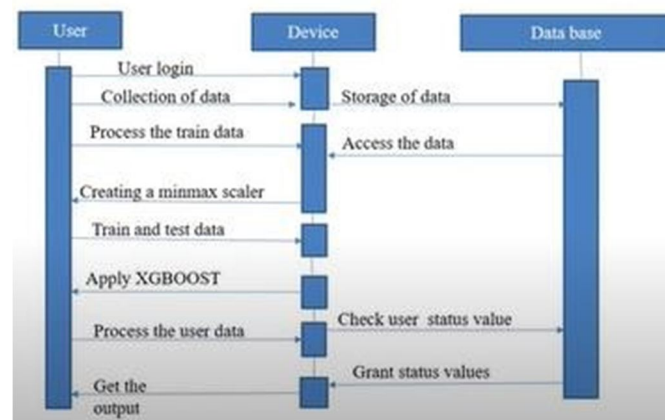 User
Device
Data base
User login
Collection of data
Storage of data
Process the train data
Access the data
Creating a minmax scaler
Train and test data
Apply XGBOOST
Check user status value
Process the user data
Grant status values
Get the
output